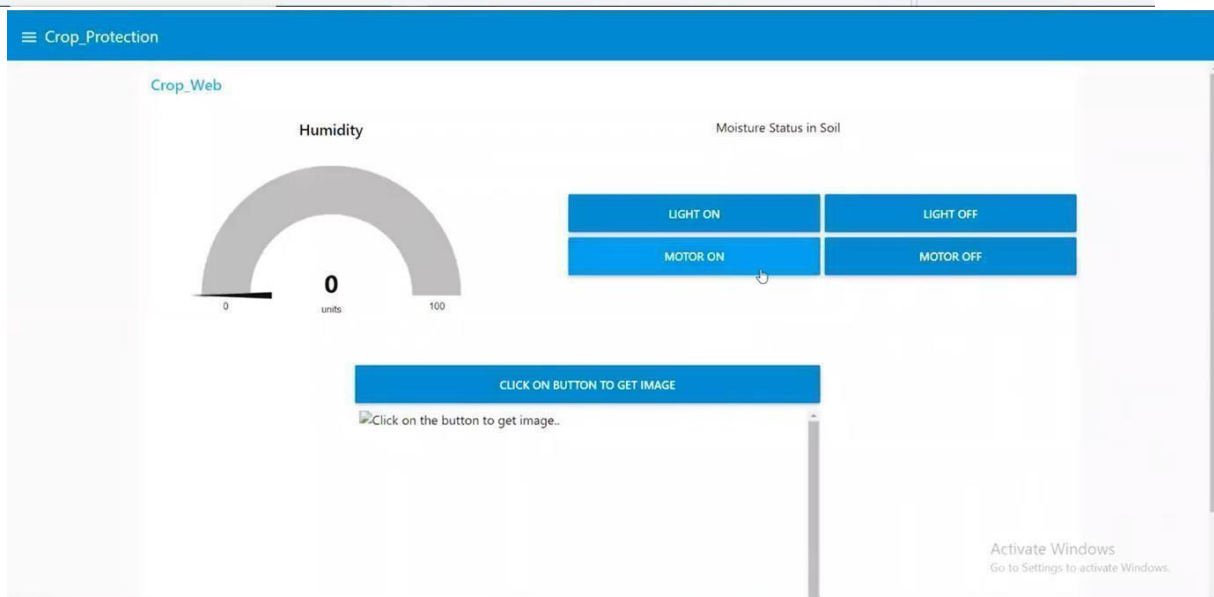 Crop_Protection
Crop_Web
Humidity
Moisture Status in Soil
LIGHT ON
LIGHT OFF
MOTOR ON
MOTOR OFF
0
units
0
100
CLICK ON BUTTON TO GET IMAGE
Click on the button to get image..
Activate Windows
Go to Settings to activate Windows.